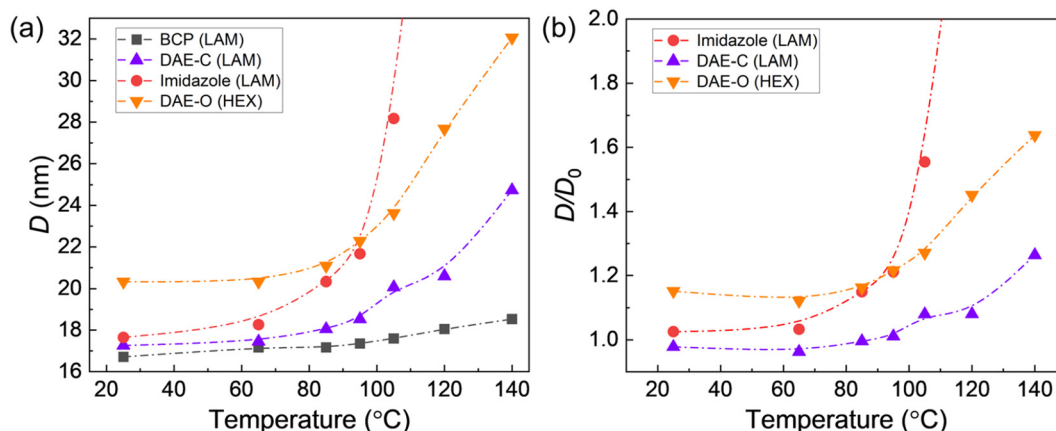 (a)
BCP (LAM)
DAE-C (LAM)
Imidazole (LAM)
DAE-O (HEX)
D (nm)
32
30
28
26
24
22
20
18
16
20 40 60 80 100 120 140
Temperature (°C)
(b)
Imidazole (LAM)
DAE-C (LAM)
DAE-O (HEX)
D/D₀
2.0
1.8
1.6
1.4
1.2
1.0
20 40 60 80 100 120 140
Temperature (°C)